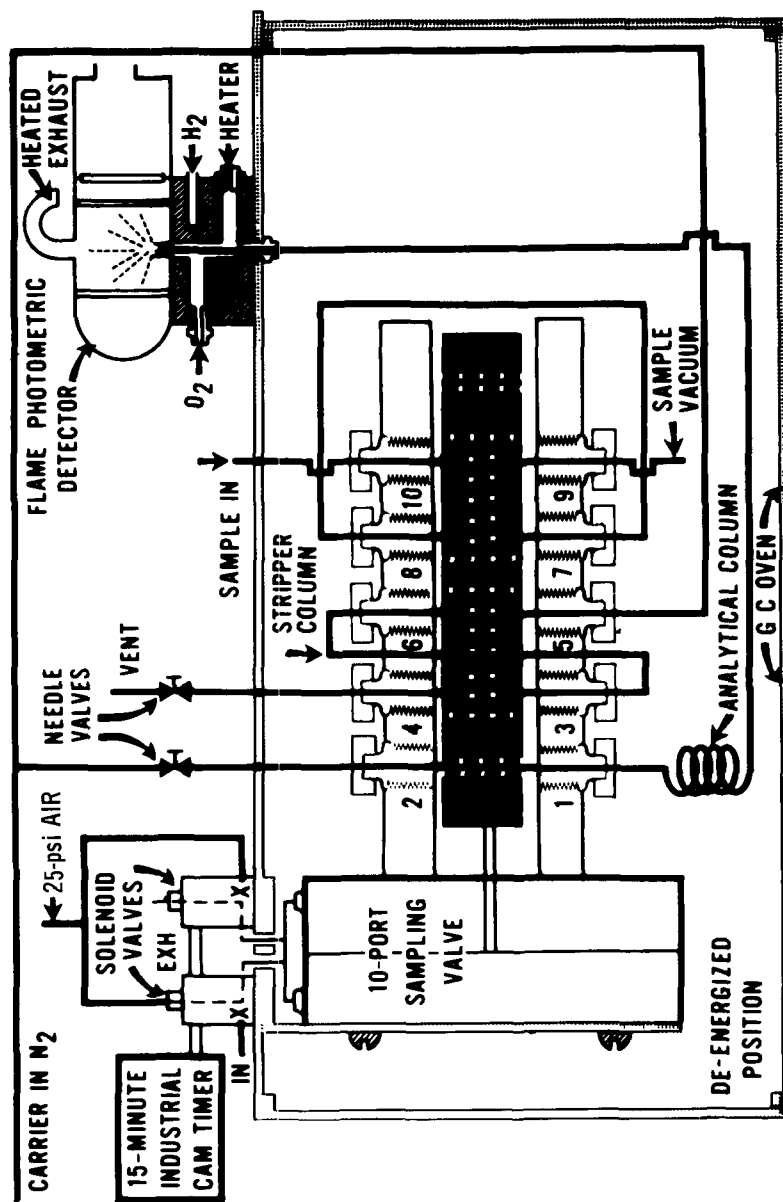 CARRIER IN N2
15-MINUTE
INDUSTRIAL
CAM TIMER
25-psi AIR
SOLENOID
VALVES
EXH
IN
NEEDLE
VALVES
VENT
STRIPPER
COLUMN
SAMPLE IN
FLAME PHOTOMETRIC
DETECTOR
HEATED
EXHAUST
O2
H2
HEATER
10-PORT
SAMPLING
VALVE
2
4
6
8
10
1
3
5
7
9
SAMPLE
VACUUM
DE-ENERGIZED
POSITION
ANALYTICAL COLUMN
G C OVEN